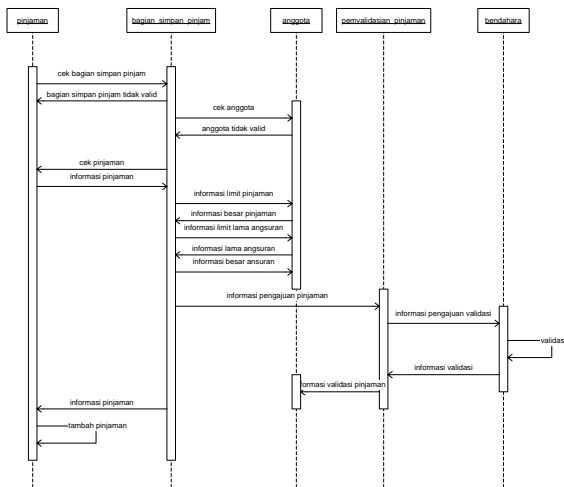 pinjaman
bagian_simpan_pinjam
anggota
pemvalidasian_pinjaman
bendahara
cek bagian simpan pinjam
bagian simpan pinjam tidak valid
cek anggota
anggota tidak valid
cek pinjaman
informasi pinjaman
informasi limit pinjaman
informasi besar pinjaman
informasi limit lama angsuran
informasi lama angsuran
informasi besar ansuran
informasi pengajuan pinjaman
informasi pengajuan validasi
validas
informasi validasi
formasi validasi pinjaman
informasi pinjaman
tambah pinjaman